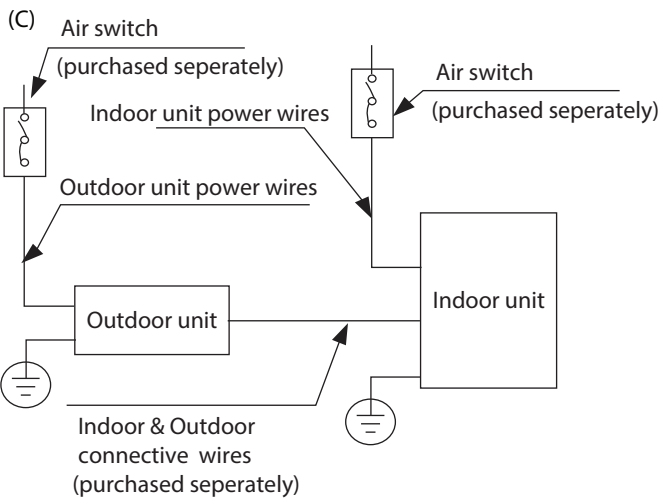 (C)
Air switch
(purchased seperately)
Air switch
(purchased seperately)
Indoor unit power wires
Outdoor unit power wires
Outdoor unit
Indoor unit
Indoor & Outdoor
connective wires
(purchased seperately)